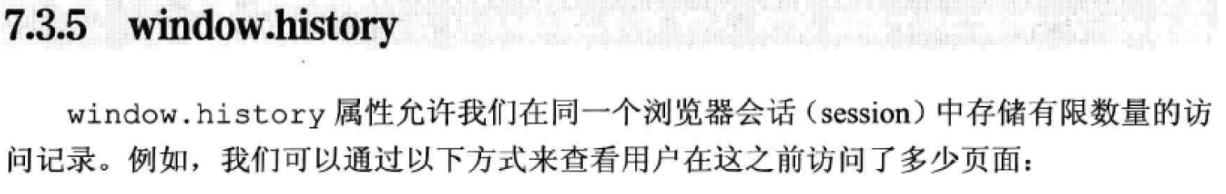 7.3.5 window.history
window.history 属性允许我们在同一个浏览器会话（session）中存储有限数量的访
问记录。例如，我们可以通过以下方式来查看用户在这之前访问了多少页面：